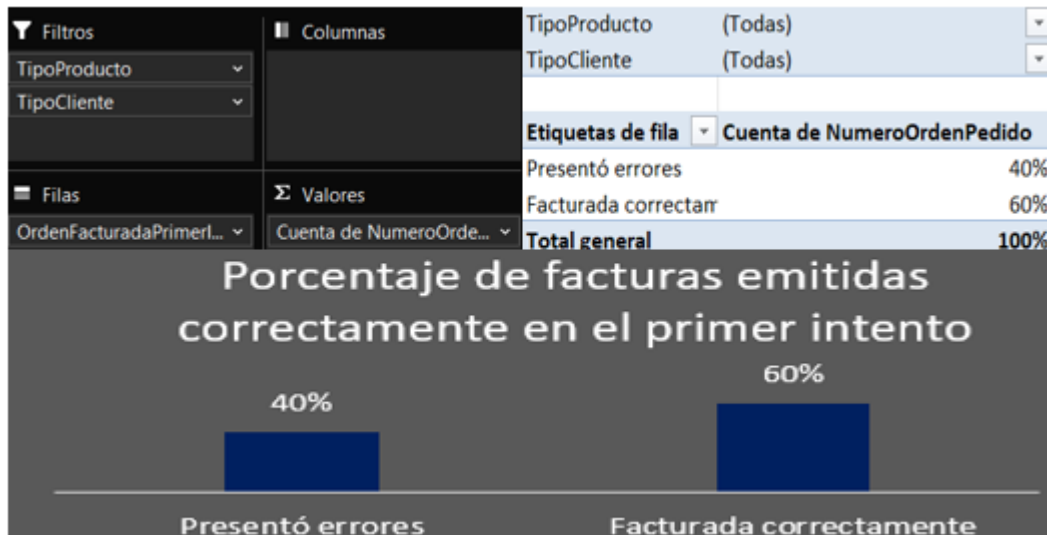 Filtros
Columnas
TipoProducto
TipoCliente
Filas
Σ Valores
OrdenFacturadaPrimerI...
Cuenta de NumeroOrde...
TipoProducto (Todas)
TipoCliente (Todas)
Etiquetas de fila Cuenta de NumeroOrdenPedido
Presentó errores 40%
Facturada correctam 60%
Total general 100%
Porcentaje de facturas emitidas
correctamente en el primer intento
40%
60%
Presentó errores
Facturada correctamente